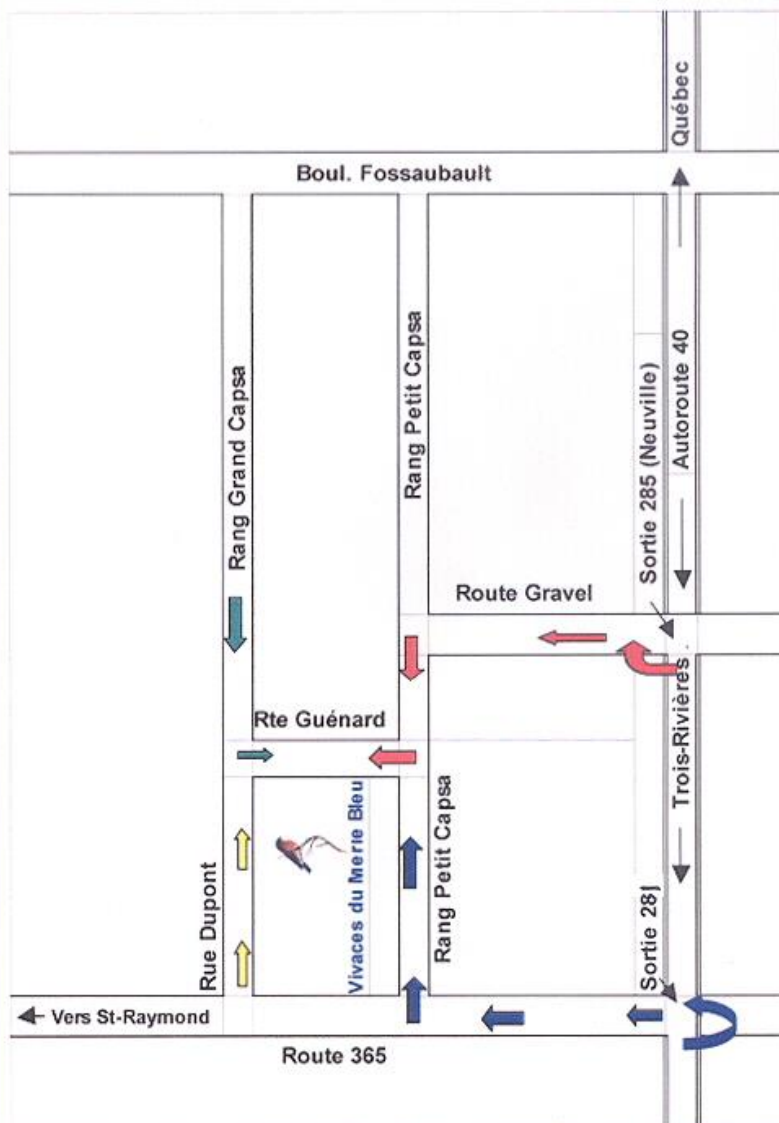 Québec
Boul. Fossaubault
Rang Grand Capsa
Rang Petit Capsa
Autoroute 40
Sortie 285 (Neuville)
Route Gravel
Rte Guénard
Trois-Rivières
Rue Dupont
Vivaces du Merle Bleu
Rang Petit Capsa
Sortie 281
Vers St-Raymond
Route 365